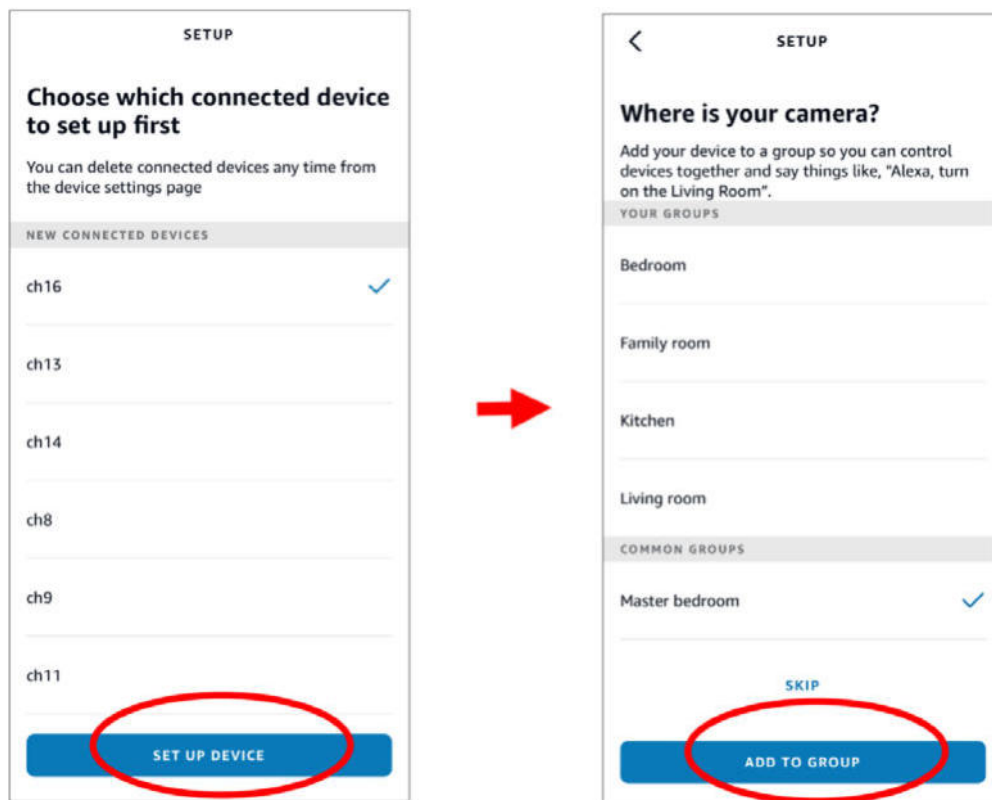 SETUP
Choose which connected device
to set up first
You can delete connected devices any time from
the device settings page
NEW CONNECTED DEVICES
ch16
ch13
ch14
ch8
ch9
ch11
SET UP DEVICE
SETUP
Where is your camera?
Add your device to a group so you can control
devices together and say things like, "Alexa, turn
on the Living Room".
YOUR GROUPS
Bedroom
Family room
Kitchen
Living room
COMMON GROUPS
Master bedroom
SKIP
ADD TO GROUP